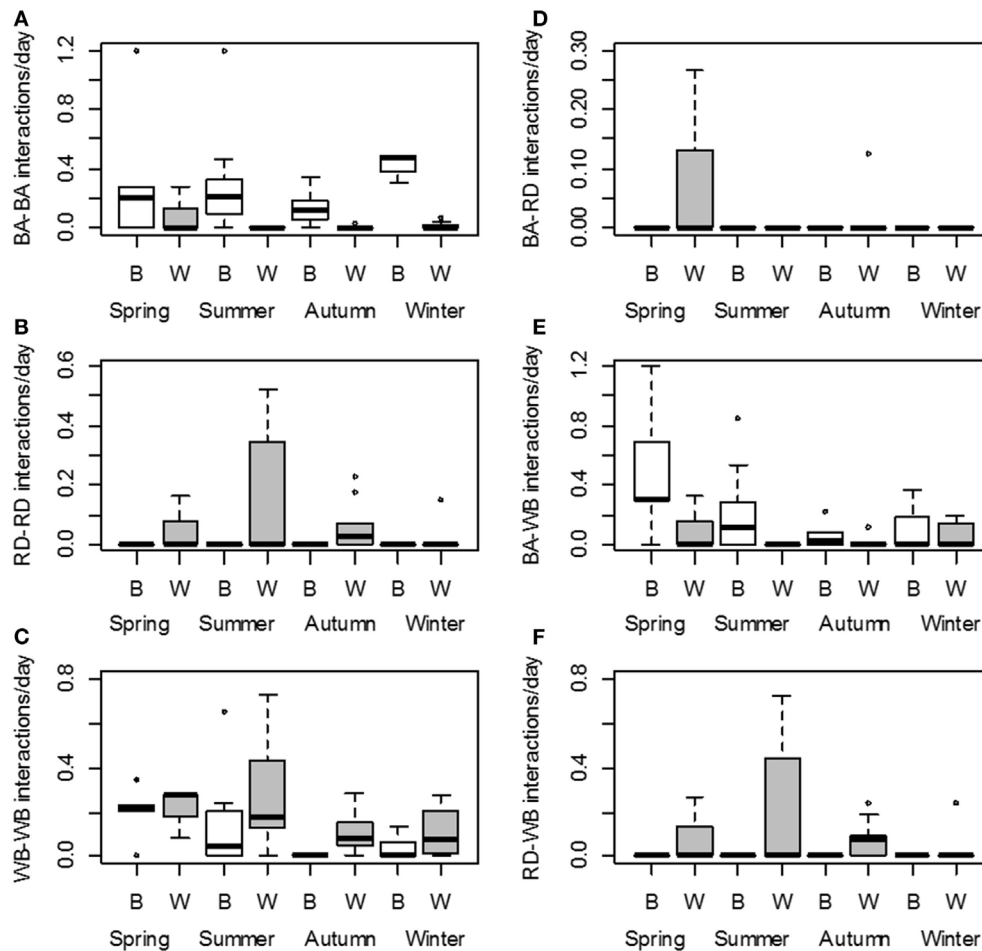 A
BA-BA interactions/day
1.2
0.8
0.4
0.0
B W B W B W B W
Spring Summer Autumn Winter
B
RD-RD interactions/day
0.6
0.4
0.2
0.0
B W B W B W B W
Spring Summer Autumn Winter
C
WB-WB interactions/day
0.8
0.4
0.0
B W B W B W B W
Spring Summer Autumn Winter
D
BA-RD interactions/day
0.30
0.20
0.10
0.00
B W B W B W B W
Spring Summer Autumn Winter
E
BA-WB interactions/day
1.2
0.8
0.4
0.0
B W B W B W B W
Spring Summer Autumn Winter
F
RD-WB interactions/day
0.8
0.4
0.0
B W B W B W B W
Spring Summer Autumn Winter